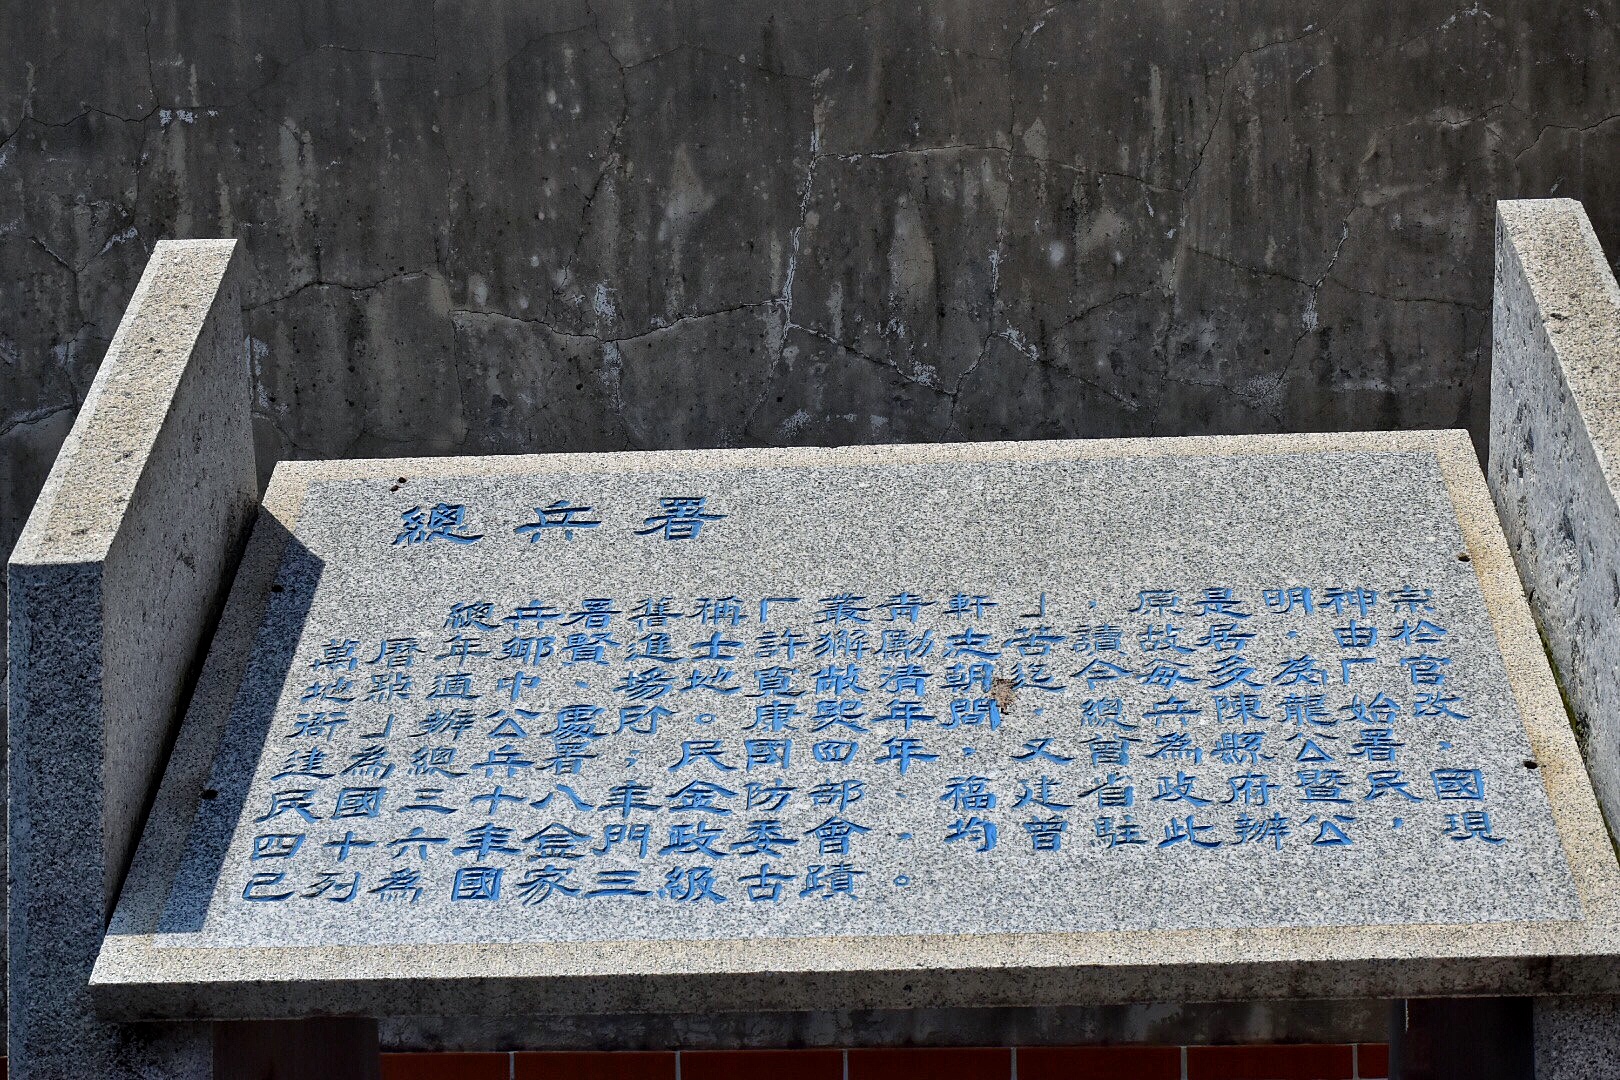 總兵署
總兵署舊稱「叢青軒」，原是明神宗
萬曆年鄉賢進士許獬勵志苦讀故居．由於
地點適中、場地寬敞清朝從今每多為「官
衙」辦公處所。康熙年間．總兵陳龍始改
建為總兵署；民國四年，又曾為縣公署．
民國三十八年金防部、福建省政府暨民國
四十六年金門政委會，均曾駐此辦公，現
已列為國家三級古蹟。